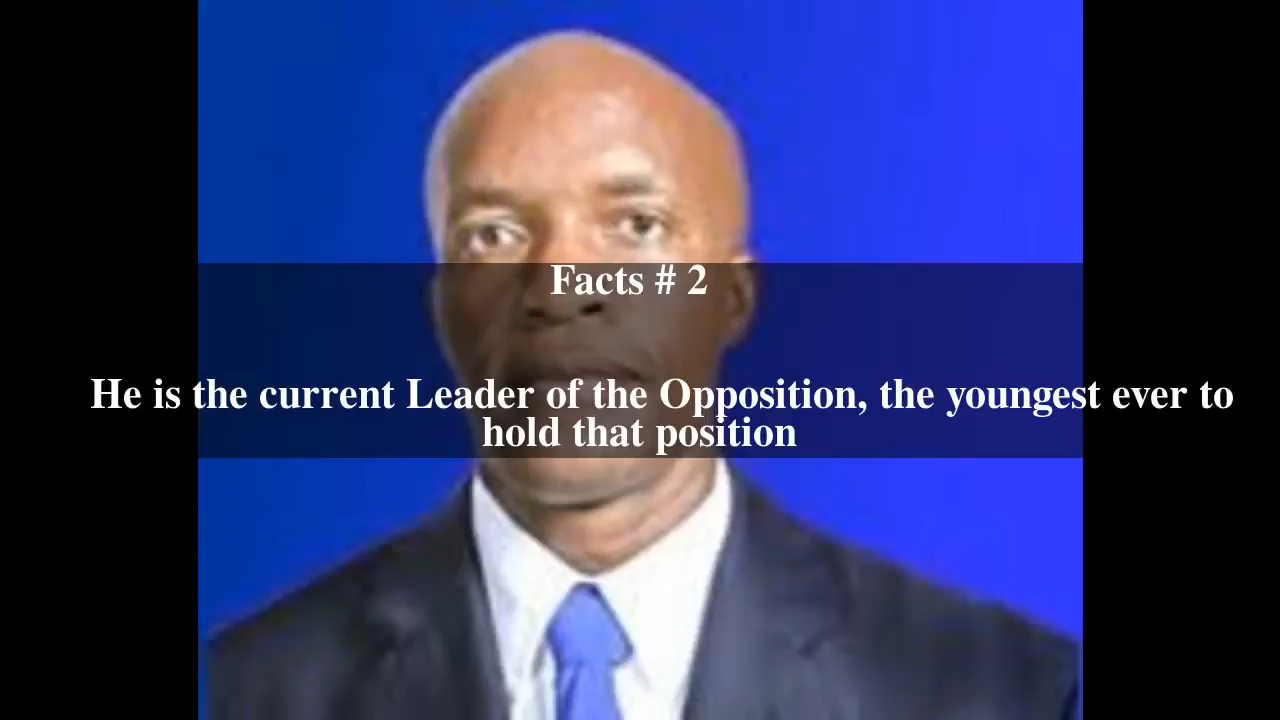 Facts # 2
He is the current Leader of the Opposition, the youngest ever to
hold that position